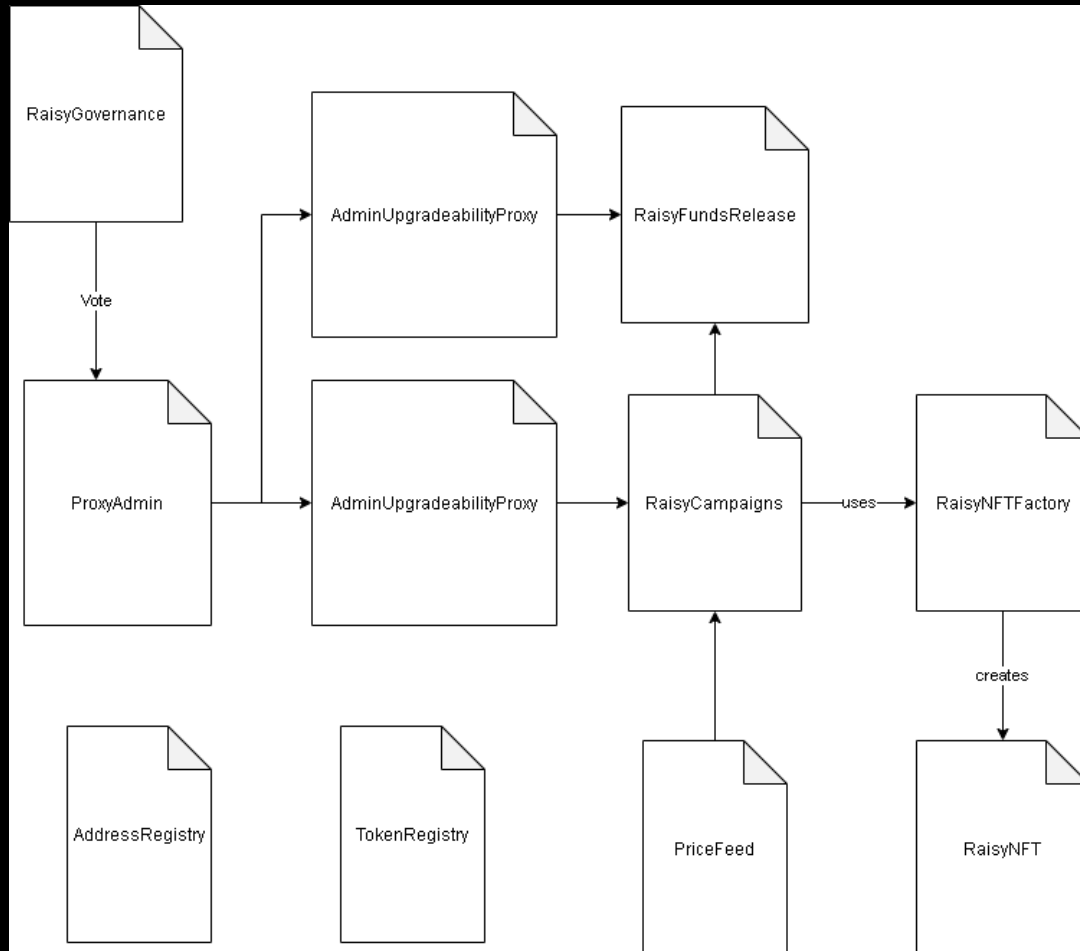 RaisyGovernance
AdminUpgradeabilityProxy
RaisyFundsRelease
Vote
ProxyAdmin
AdminUpgradeabilityProxy
RaisyCampaigns
uses
RaisyNFTFactory
creates
AddressRegistry
TokenRegistry
PriceFeed
RaisyNFT